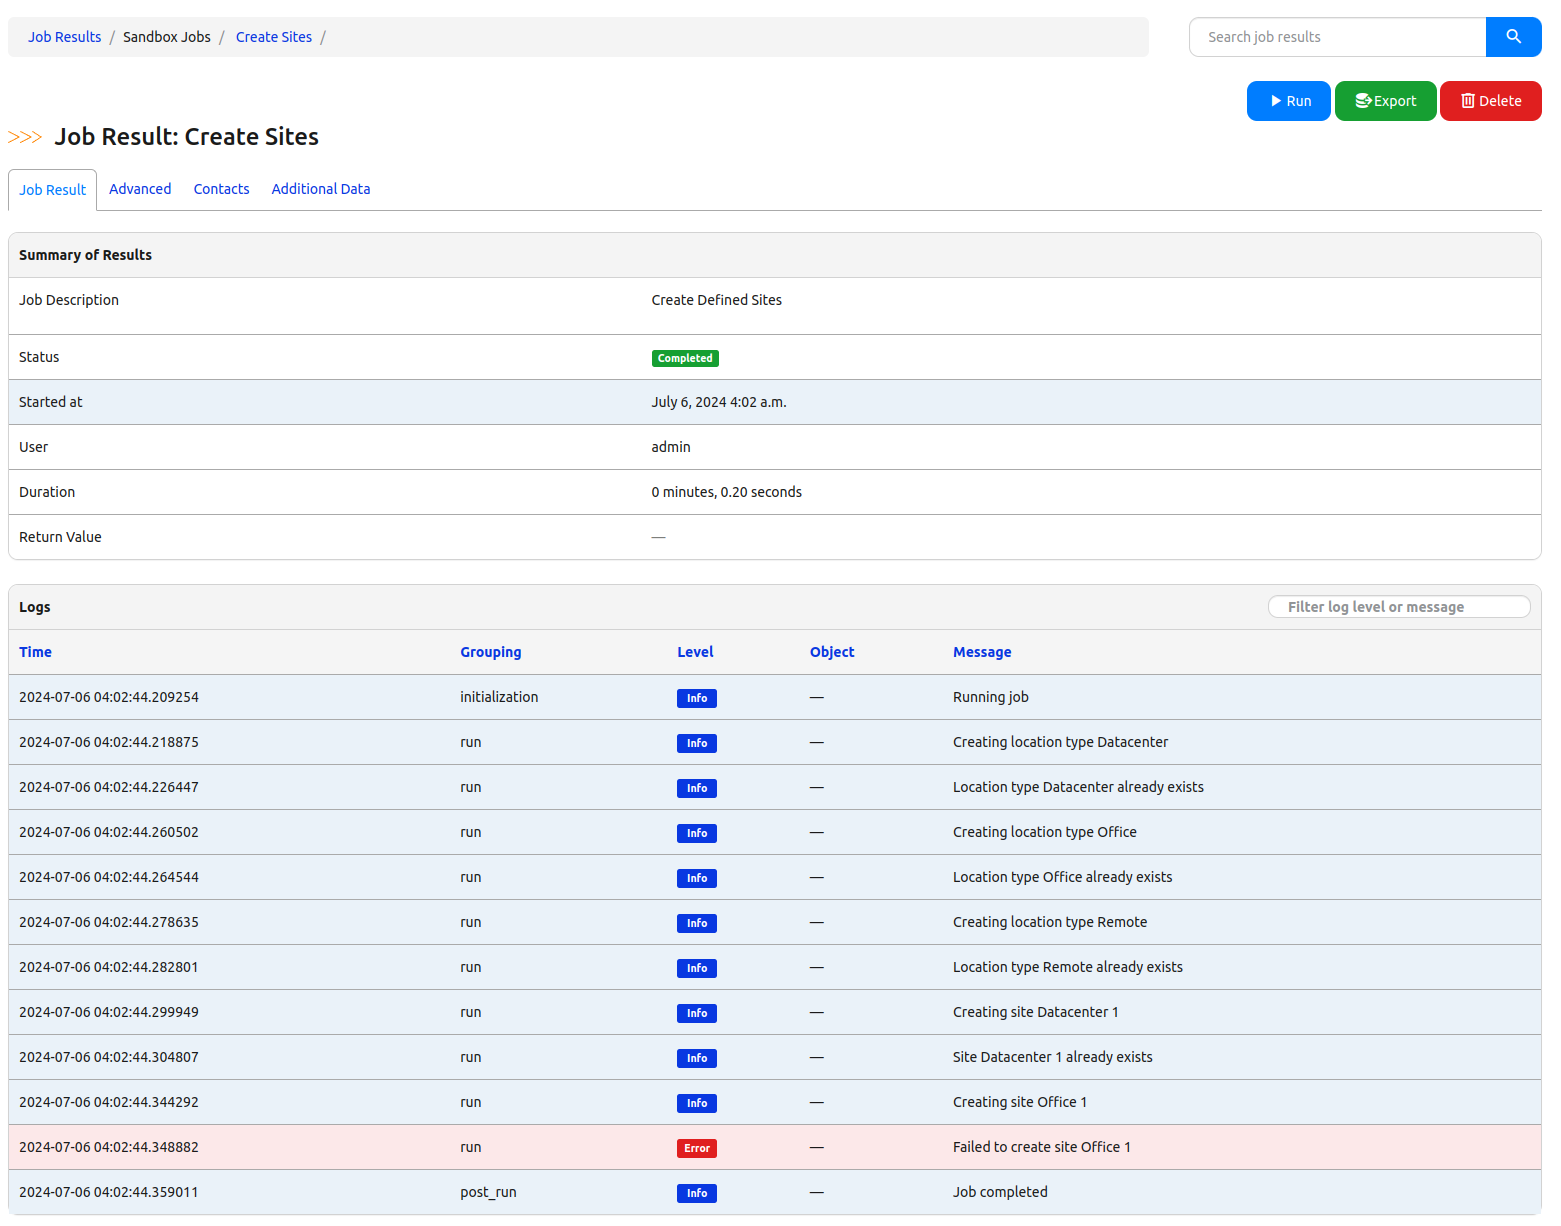 Job Results / Sandbox Jobs / Create Sites /
Search job results
Run Export Delete
>>> Job Result: Create Sites
Job Result Advanced Contacts Additional Data
Summary of Results
Job Description Create Defined Sites
Status Completed
Started at July 6, 2024 4:02 a.m.
User admin
Duration 0 minutes, 0.20 seconds
Return Value —
Logs Filter log level or message
Time Grouping Level Object Message
2024-07-06 04:02:44.209254 initialization Info — Running job
2024-07-06 04:02:44.218875 run Info — Creating location type Datacenter
2024-07-06 04:02:44.226447 run Info — Location type Datacenter already exists
2024-07-06 04:02:44.260502 run Info — Creating location type Office
2024-07-06 04:02:44.264544 run Info — Location type Office already exists
2024-07-06 04:02:44.278635 run Info — Creating location type Remote
2024-07-06 04:02:44.282801 run Info — Location type Remote already exists
2024-07-06 04:02:44.299949 run Info — Creating site Datacenter 1
2024-07-06 04:02:44.304807 run Info — Site Datacenter 1 already exists
2024-07-06 04:02:44.344292 run Info — Creating site Office 1
2024-07-06 04:02:44.348882 run Error — Failed to create site Office 1
2024-07-06 04:02:44.359011 post_run Info — Job completed